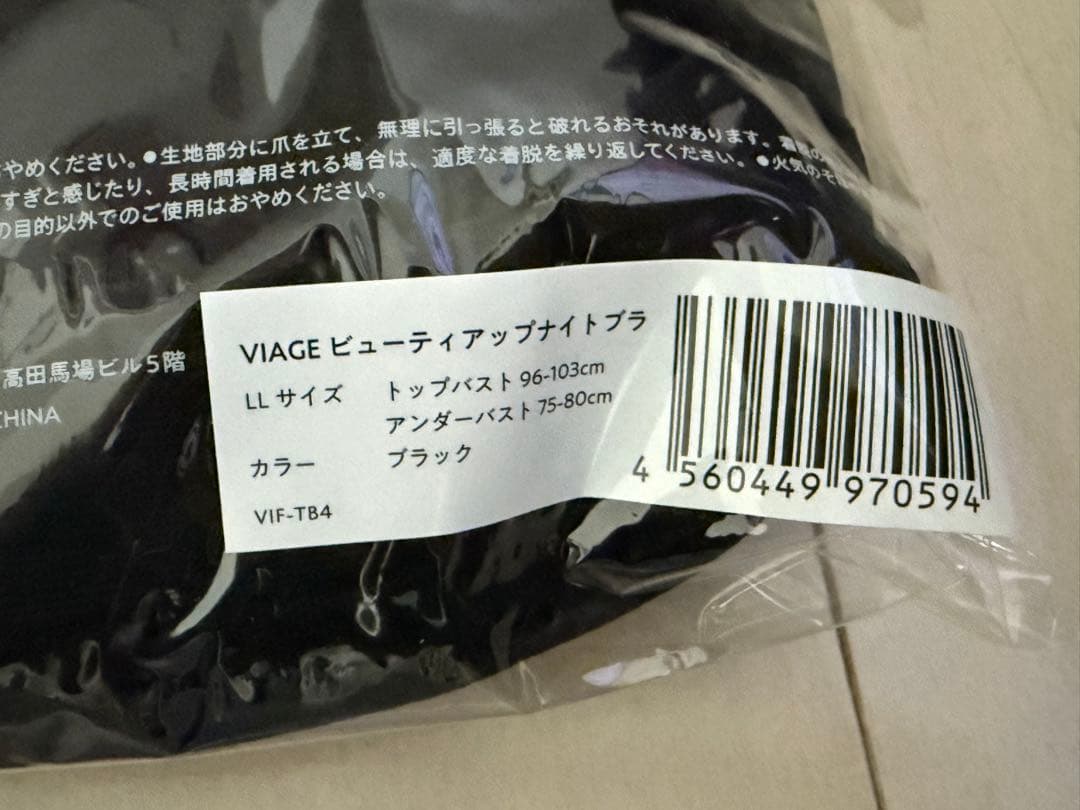 やめください。●生地部分に爪を立て、無理に引っ張ると破れるおそれがあります。
すぎと感じたり、長時間着用される場合は、適度な着脱を繰り返してください。●火気のそば
の目的以外でのご使用はおやめください。
高田馬場ビル5階
CHINA
VIAGE ビューティアップナイトブラ
LL サイズ トップバスト 96-103cm
アンダーバスト 75-80cm
カラー ブラック
VIF-TB4
4 560449 970594